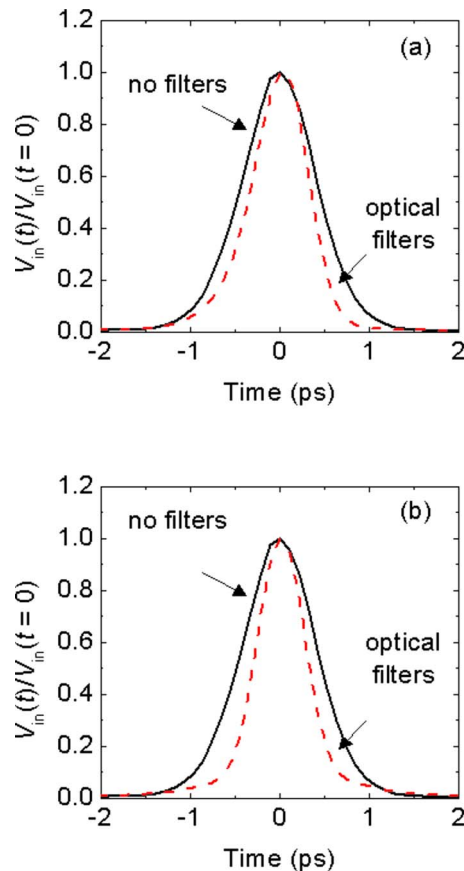 1.2
(a)
no filters
1.0
0.8
V_in(t)/V_in(t = 0)
0.6
optical
filters
0.4
0.2
0.0
-2 -1 0 1 2
Time (ps)
1.2
(b)
no filters
1.0
0.8
V_in(t)/V_in(t = 0)
0.6
optical
filters
0.4
0.2
0.0
-2 -1 0 1 2
Time (ps)